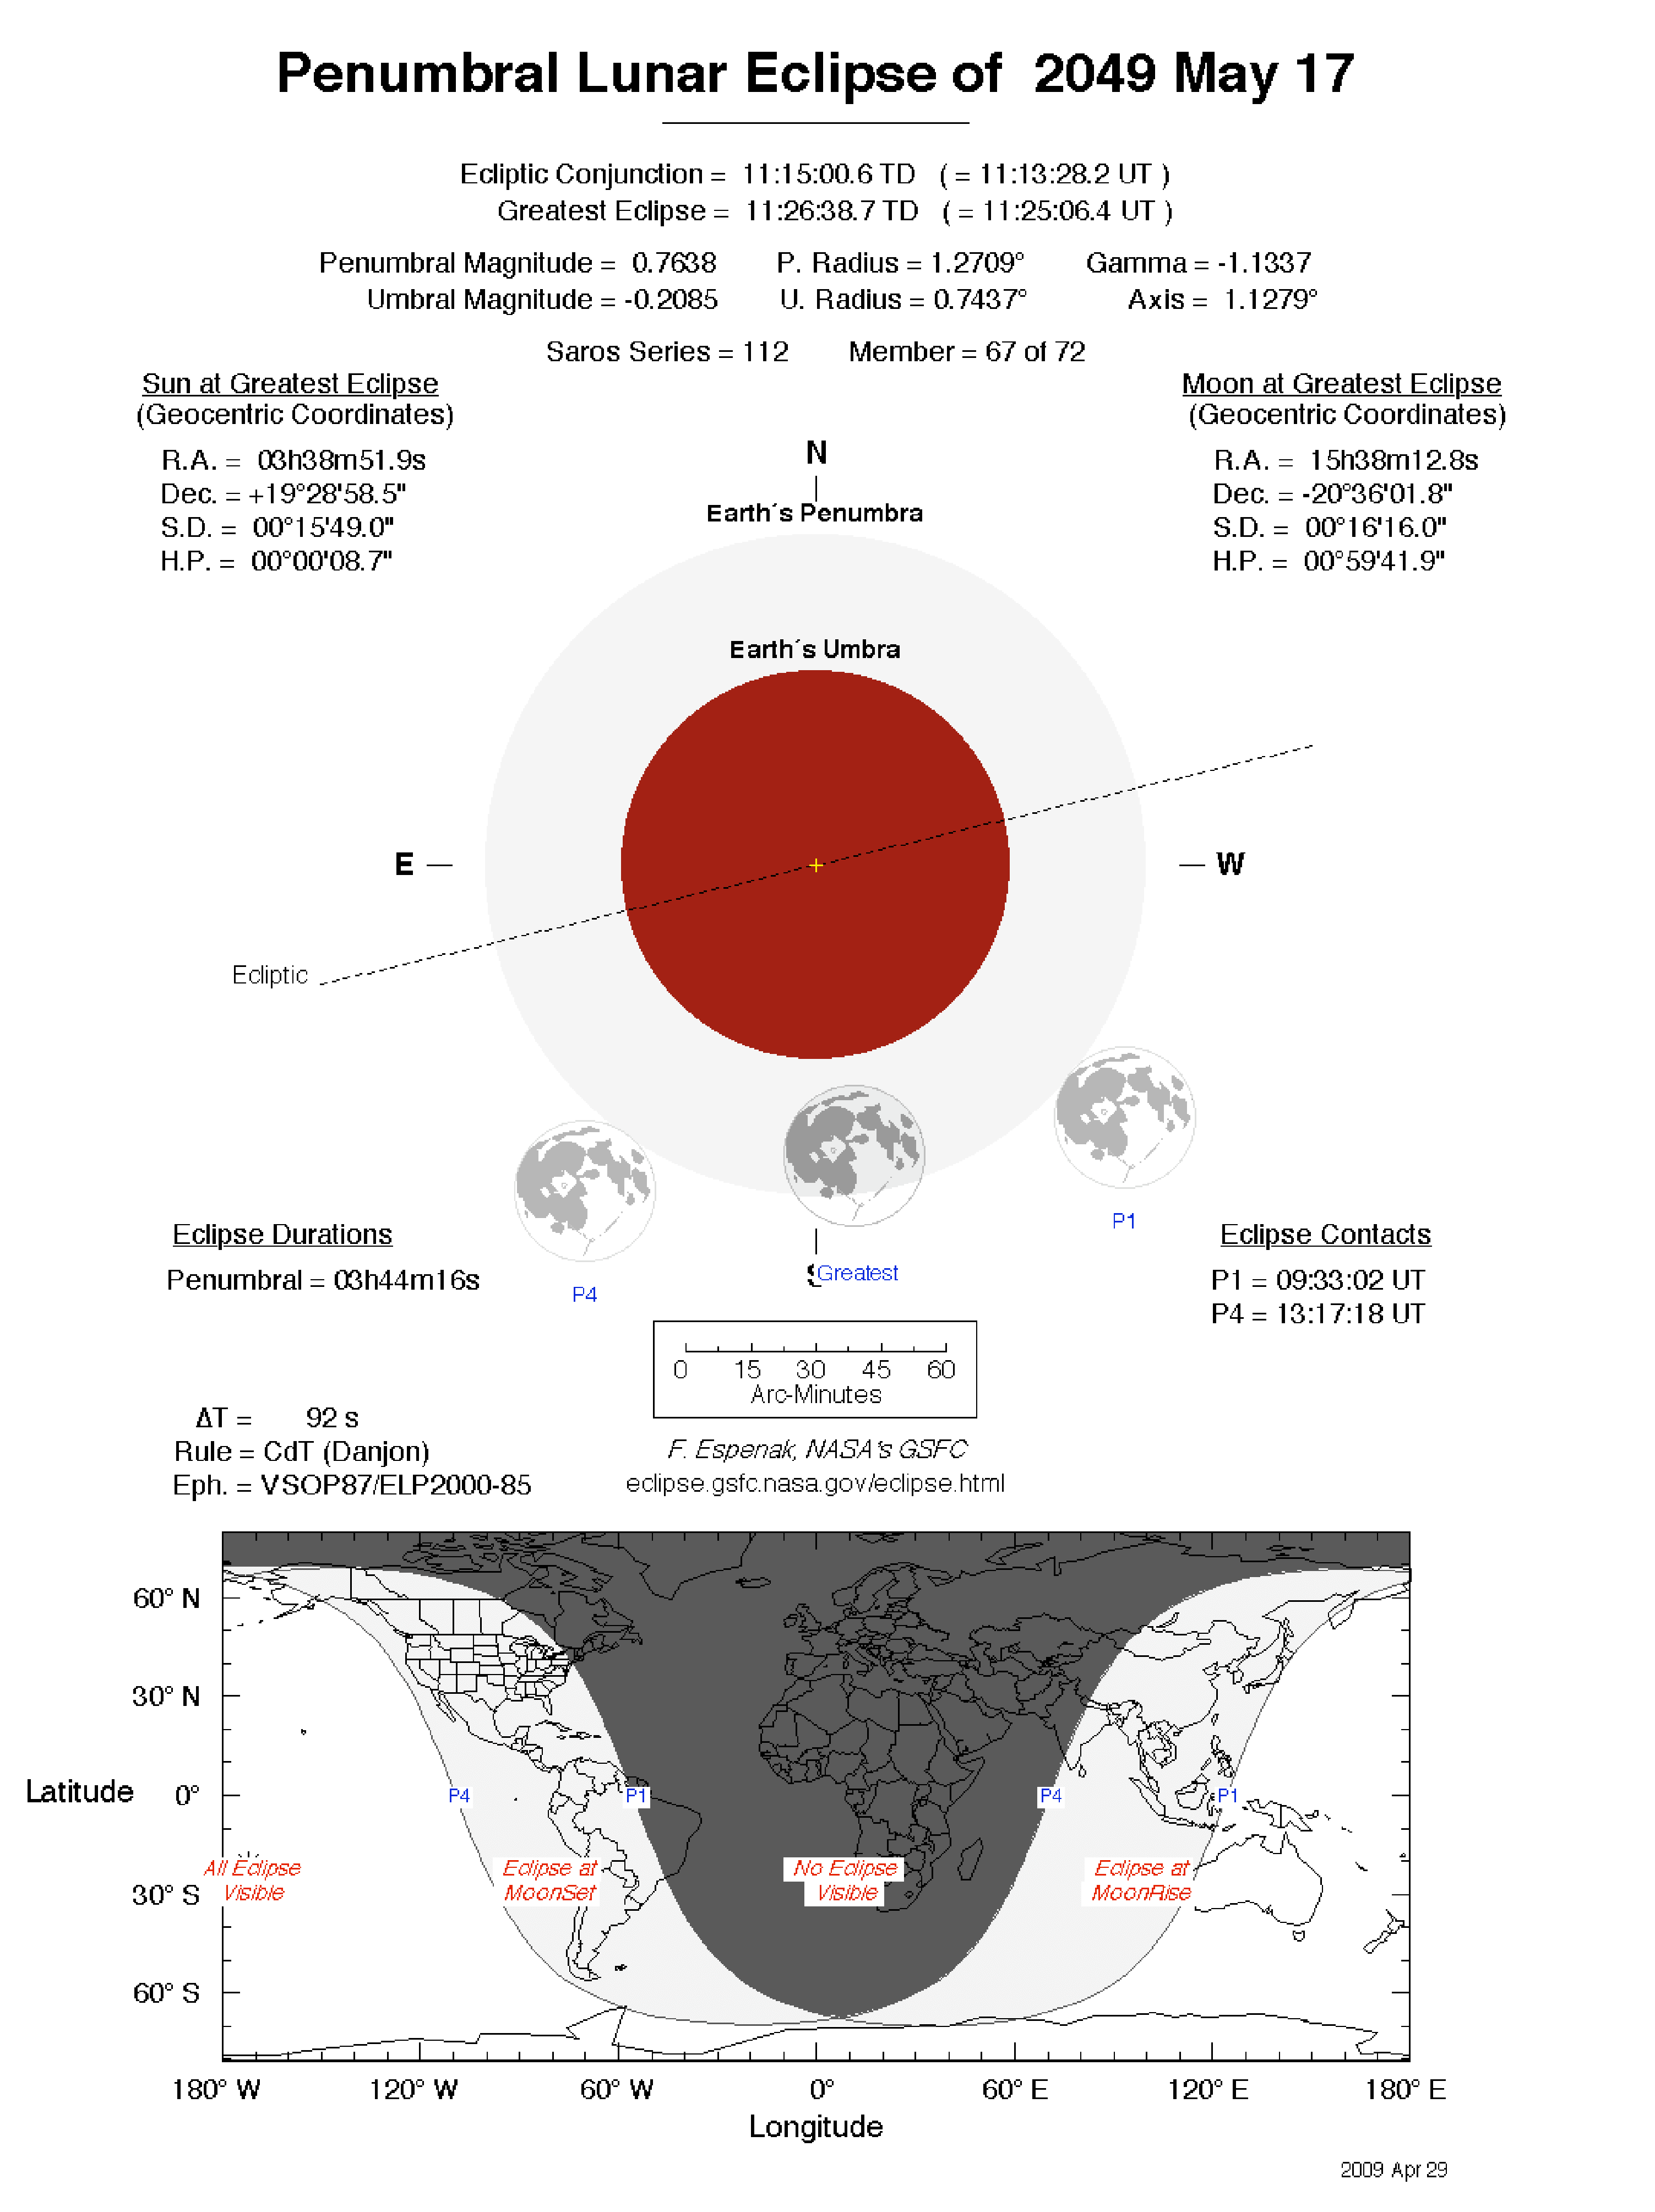 Penumbral Lunar Eclipse of 2049 May 17
Ecliptic Conjunction = 11:15:00.6 TD ( = 11:13:28.2 UT )
Greatest Eclipse = 11:26:38.7 TD ( = 11:25:06.4 UT )
Penumbral Magnitude = 0.7638 P. Radius = 1.2709° Gamma = -1.1337
Umbral Magnitude = -0.2085 U. Radius = 0.7437° Axis = 1.1279°
Saros Series = 112 Member = 67 of 72
Sun at Greatest Eclipse
(Geocentric Coordinates)
R.A. = 03h38m51.9s
Dec. = +19°28'58.5"
S.D. = 00°15'49.0"
H.P. = 00°00'08.7"
Moon at Greatest Eclipse
(Geocentric Coordinates)
R.A. = 15h38m12.8s
Dec. = -20°36'01.8"
S.D. = 00°16'16.0"
H.P. = 00°59'41.9"
N
Earth´s Penumbra
Earth´s Umbra
E
W
Ecliptic
P1
Greatest
P4
S
Eclipse Durations
Penumbral = 03h44m16s
Eclipse Contacts
P1 = 09:33:02 UT
P4 = 13:17:18 UT
0 15 30 45 60
Arc-Minutes
ΔT = 92 s
Rule = CdT (Danjon)
Eph. = VSOP87/ELP2000-85
F. Espenak, NASA's GSFC
eclipse.gsfc.nasa.gov/eclipse.html
60° N
30° N
Latitude
0°
30° S
60° S
P4
P1
P4
P1
All Eclipse
Visible
Eclipse at
MoonSet
No Eclipse
Visible
Eclipse at
MoonRise
180° W 120° W 60° W 0° 60° E 120° E 180° E
Longitude
2009 Apr 29